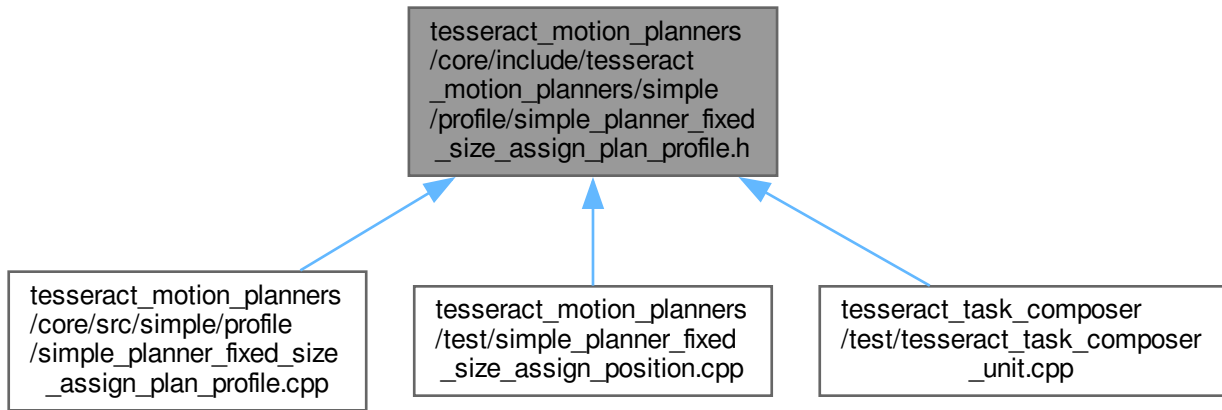 tesseract_motion_planners
/core/include/tesseract
_motion_planners/simple
/profile/simple_planner_fixed
_size_assign_plan_profile.h
tesseract_motion_planners
/core/src/simple/profile
/simple_planner_fixed_size
_assign_plan_profile.cpp
tesseract_motion_planners
/test/simple_planner_fixed
_size_assign_position.cpp
tesseract_task_composer
/test/tesseract_task_composer
_unit.cpp